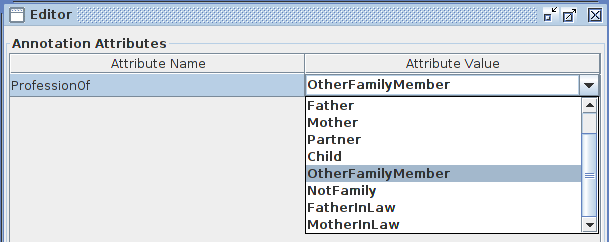 Editor
Annotation Attributes
Attribute Name Attribute Value
ProfessionOf OtherFamilyMember
Father
Mother
Partner
Child
OtherFamilyMember
NotFamily
FatherInLaw
MotherInLaw